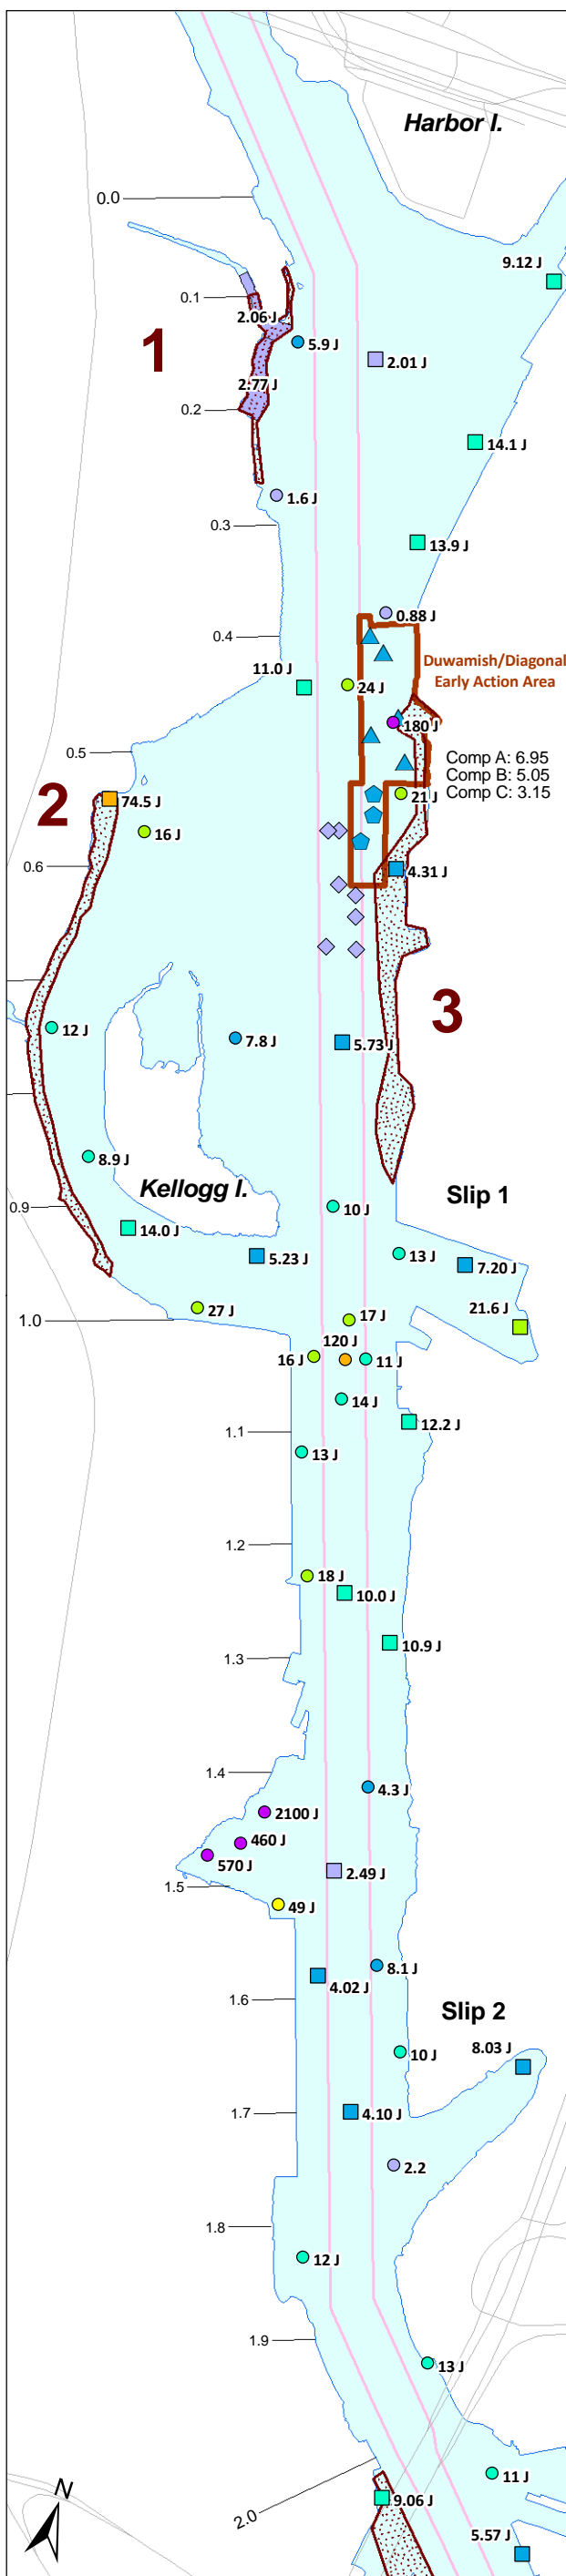 Harbor I.
0.0
9.12 J
0.1
2.06 J
1
5.9 J
2.01 J
2.77 J
0.2
14.1 J
1.6 J
0.3
13.9 J
0.88 J
0.4
Duwamish/Diagonal
Early Action Area
11.0 J
24 J
180 J
0.5
Comp A: 6.95
Comp B: 5.05
Comp C: 3.15
2
74.5 J
21 J
16 J
0.6
4.31 J
3
12 J
7.8 J
5.73 J
8.9 J
Kellogg I.
Slip 1
0.9
10 J
14.0 J
5.23 J
13 J
7.20 J
27 J
21.6 J
1.0
17 J
120 J
16 J
11 J
14 J
12.2 J
1.1
13 J
1.2
18 J
10.0 J
10.9 J
1.3
1.4
4.3 J
2100 J
460 J
570 J
2.49 J
1.5
49 J
8.1 J
4.02 J
1.6
Slip 2
8.03 J
10 J
4.10 J
1.7
2.2
1.8
12 J
1.9
13 J
11 J
N
9.06 J
2.0
5.57 J